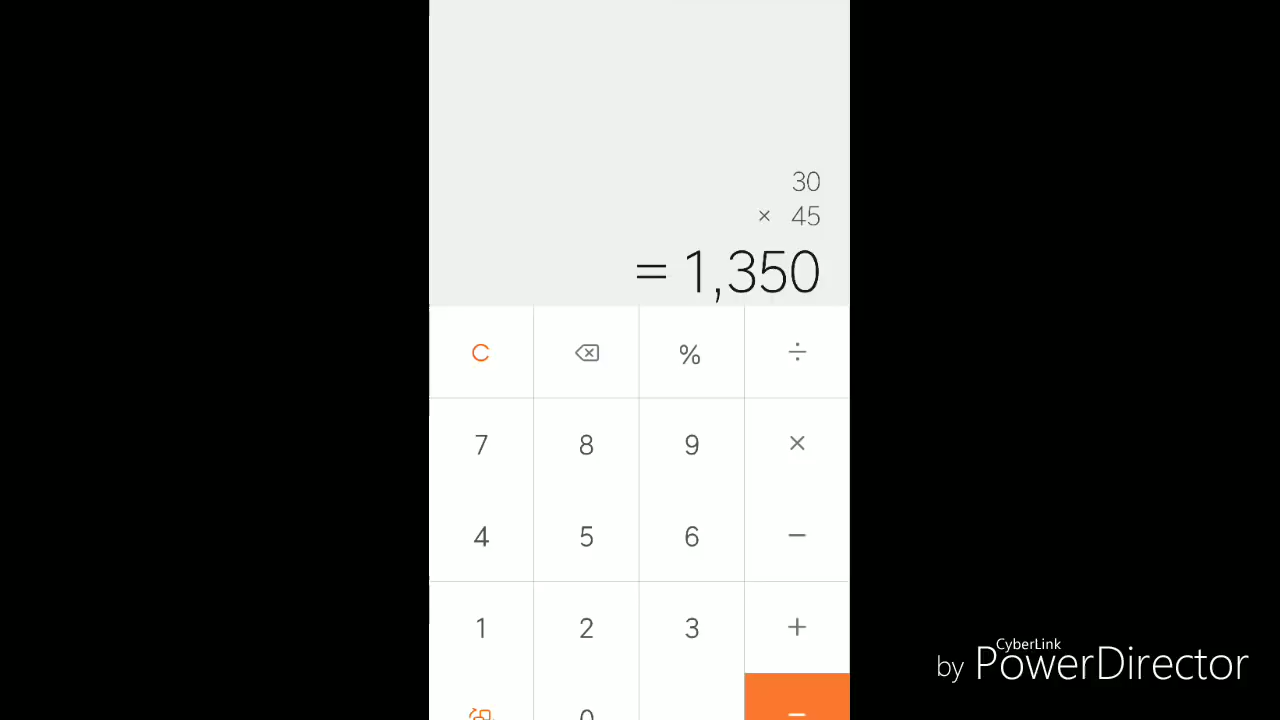 30
× 45
= 1,350
C % ÷
7 8 9 ×
4 5 6 −
1 2 3 +
0 =
CyberLink
by PowerDirector